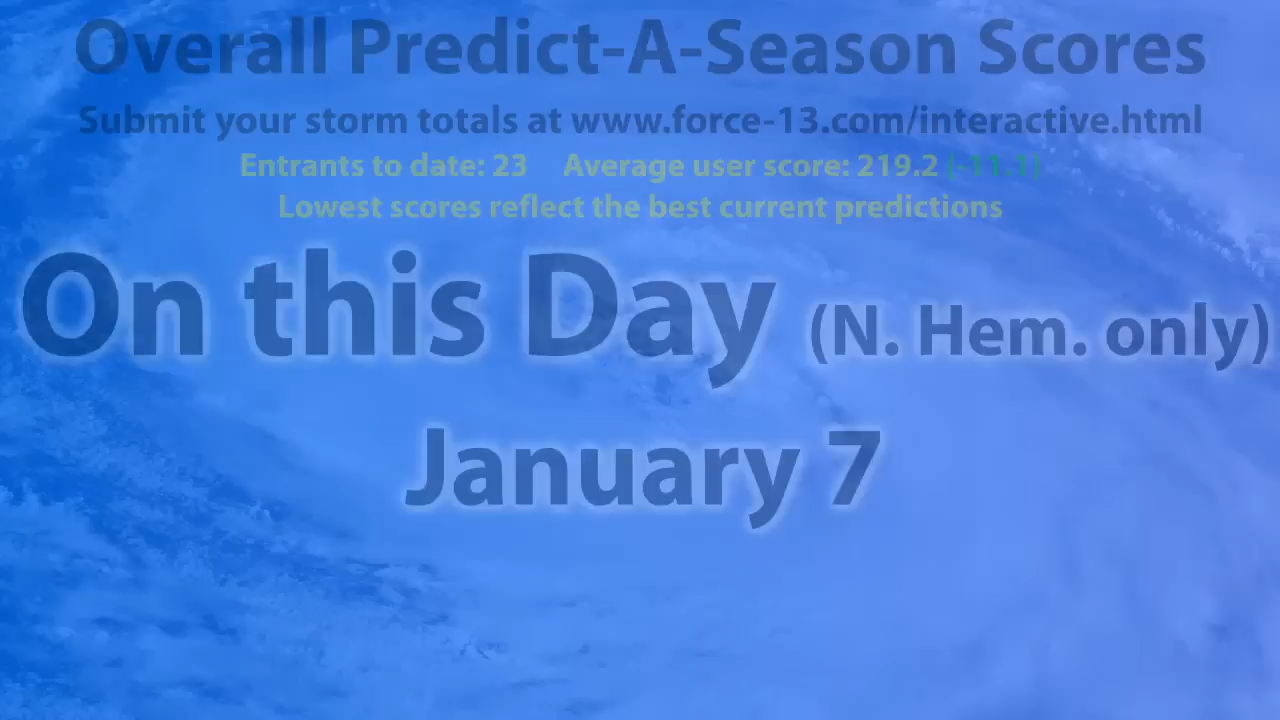 Overall Predict-A-Season Scores
Submit your storm totals at www.force-13.com/interactive.html
Entrants to date: 23 Average user score: 219.2 (-11.1)
Lowest scores reflect the best current predictions
On this Day (N. Hem. only)
January 7